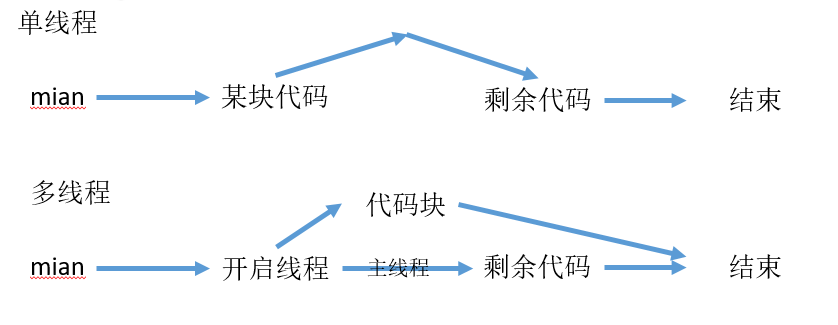 单线程
mian 某块代码 剩余代码 结束
多线程
代码块
mian 开启线程 主线程 剩余代码 结束